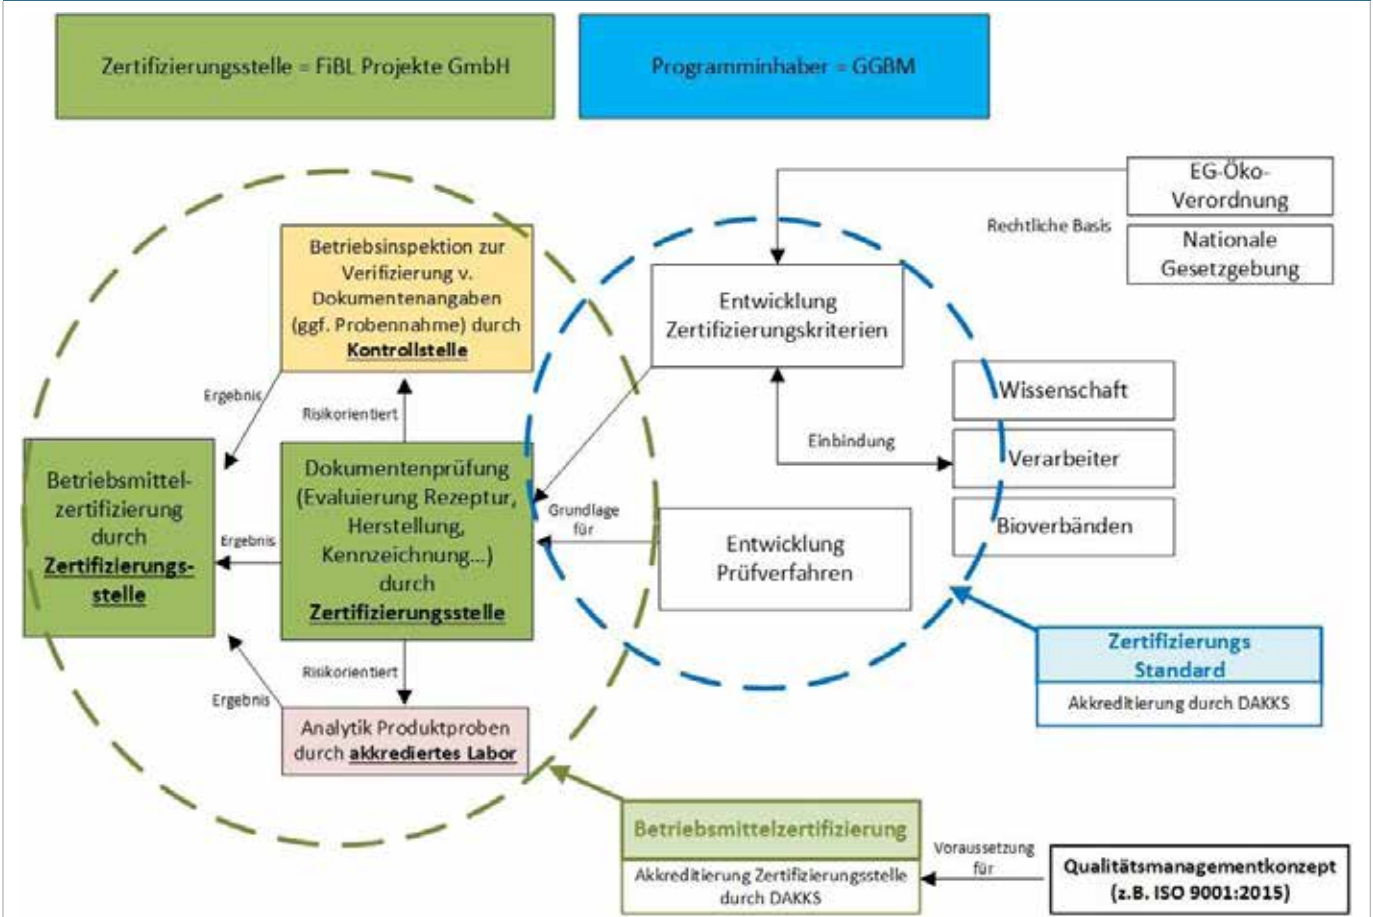 Zertifizierungsstelle = FiBL Projekte GmbH
Programminhaber = GGBM
EG-Öko-
Verordnung
Rechtliche Basis
Nationale
Gesetzgebung
Betriebsinspektion zur
Verifizierung v.
Dokumentenangaben
(ggf. Probennahme) durch
Kontrollstelle
Entwicklung
Zertifizierungskriterien
Ergebnis
Risikorientiert
Wissenschaft
Einbindung
Verarbeiter
Bioverbänden
Betriebsmittel-
zertifizierung
durch
Zertifizierungs-
stelle
Ergebnis
Dokumentenprüfung
(Evaluierung Rezeptur,
Herstellung,
Kennzeichnung...)
durch
Zertifizierungsstelle
Grundlage
für
Entwicklung
Prüfverfahren
Risikorientiert
Ergebnis
Analytik Produktproben
durch akkrediertes Labor
Zertifizierungs
Standard
Akkreditierung durch DAKKS
Betriebsmittelzertifizierung
Akkreditierung Zertifizierungsstelle
durch DAKKS
Voraussetzung
für
Qualitätsmanagementkonzept
(z.B. ISO 9001:2015)